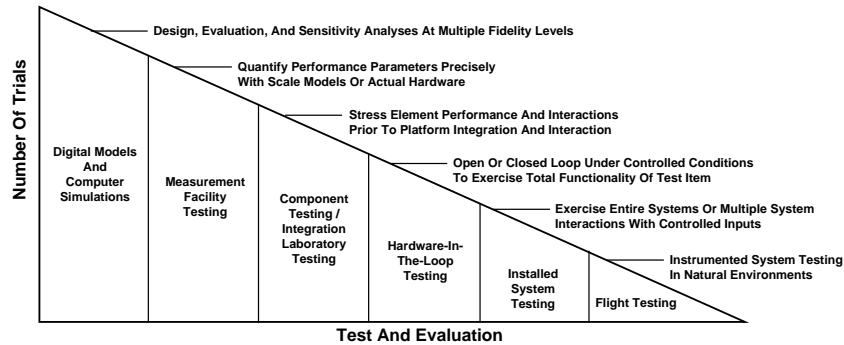 Number Of Trials
Design, Evaluation, And Sensitivity Analyses At Multiple Fidelity Levels
Quantify Performance Parameters Precisely
With Scale Models Or Actual Hardware
Stress Element Performance And Interactions
Prior To Platform Integration And Interaction
Open Or Closed Loop Under Controlled Conditions
To Exercise Total Functionality Of Test Item
Exercise Entire Systems Or Multiple System
Interactions With Controlled Inputs
Instrumented System Testing
In Natural Environments
Digital Models
And
Computer
Simulations
Measurement
Facility
Testing
Component
Testing /
Integration
Laboratory
Testing
Hardware-In-
The-Loop
Testing
Installed
System
Testing
Flight Testing
Test And Evaluation